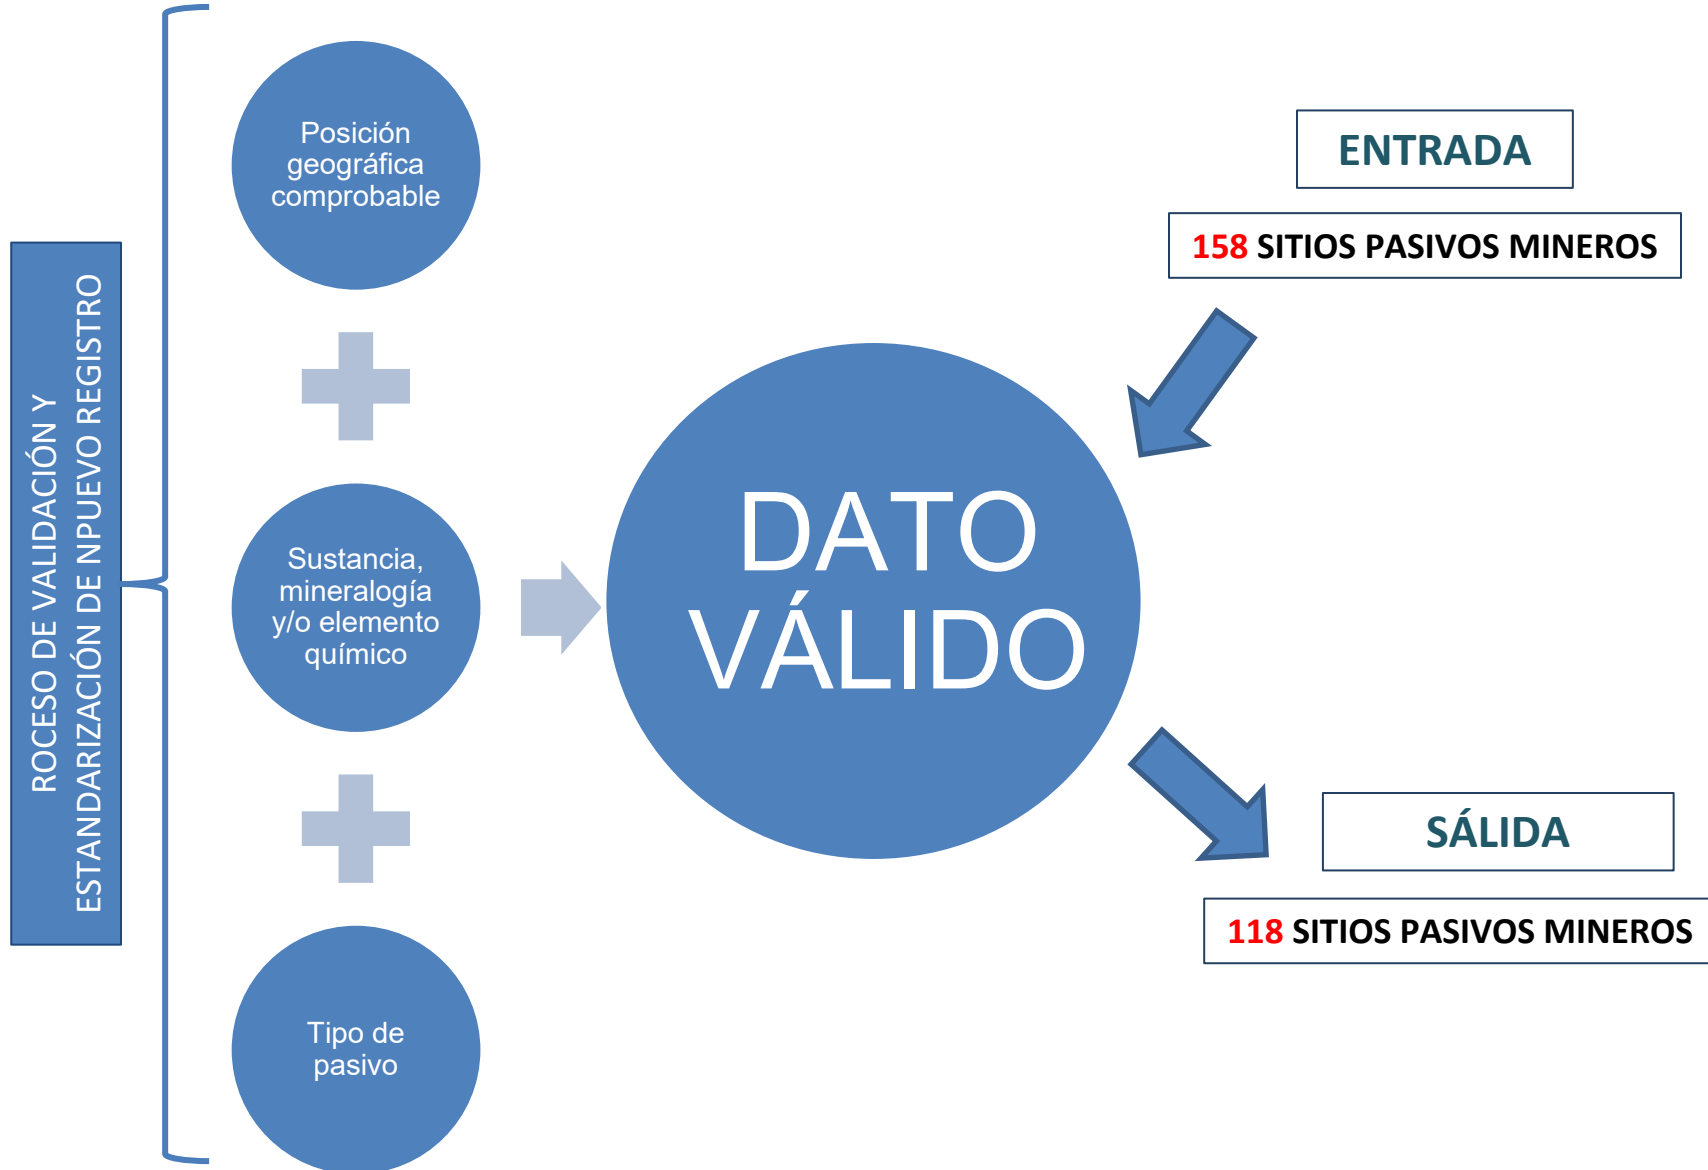 ROCESO DE VALIDACIÓN Y
ESTANDARIZACIÓN DE NPUEVO REGISTRO
Posición
geográfica
comprobable
Sustancia,
mineralogía
y/o elemento
químico
Tipo de
pasivo
DATO
VÁLIDO
ENTRADA
158 SITIOS PASIVOS MINEROS
SÁLIDA
118 SITIOS PASIVOS MINEROS